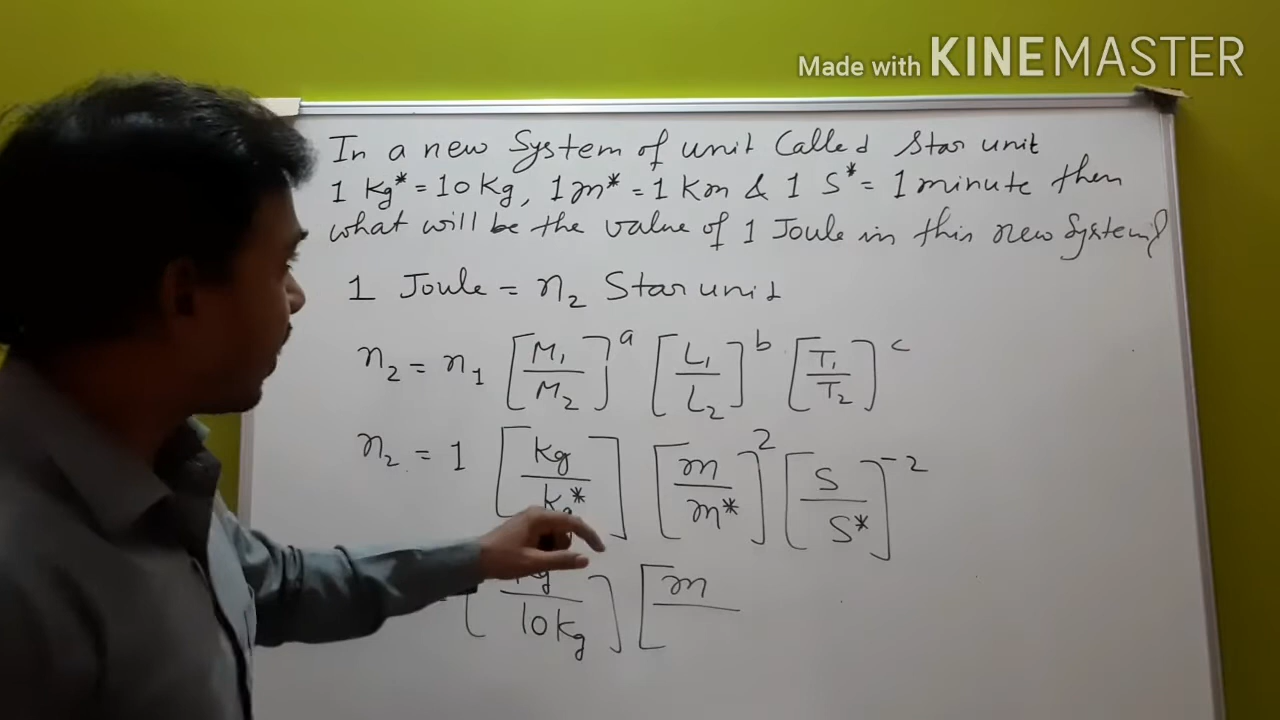 Made with KINEMASTER
In a new System of unit Called Star unit
1 Kg* = 10 Kg, 1 m* = 1 Km & 1 S* = 1 minute then
what will be the value of 1 Joule in this new System?
1 Joule = n₂ Star unit
n₂ = n₁ [M₁/M₂]ᵃ [L₁/L₂]ᵇ [T₁/T₂]ᶜ
n₂ = 1 [Kg/Kg*] [m/m*]² [S/S*]⁻²
[Kg/10Kg] [m/